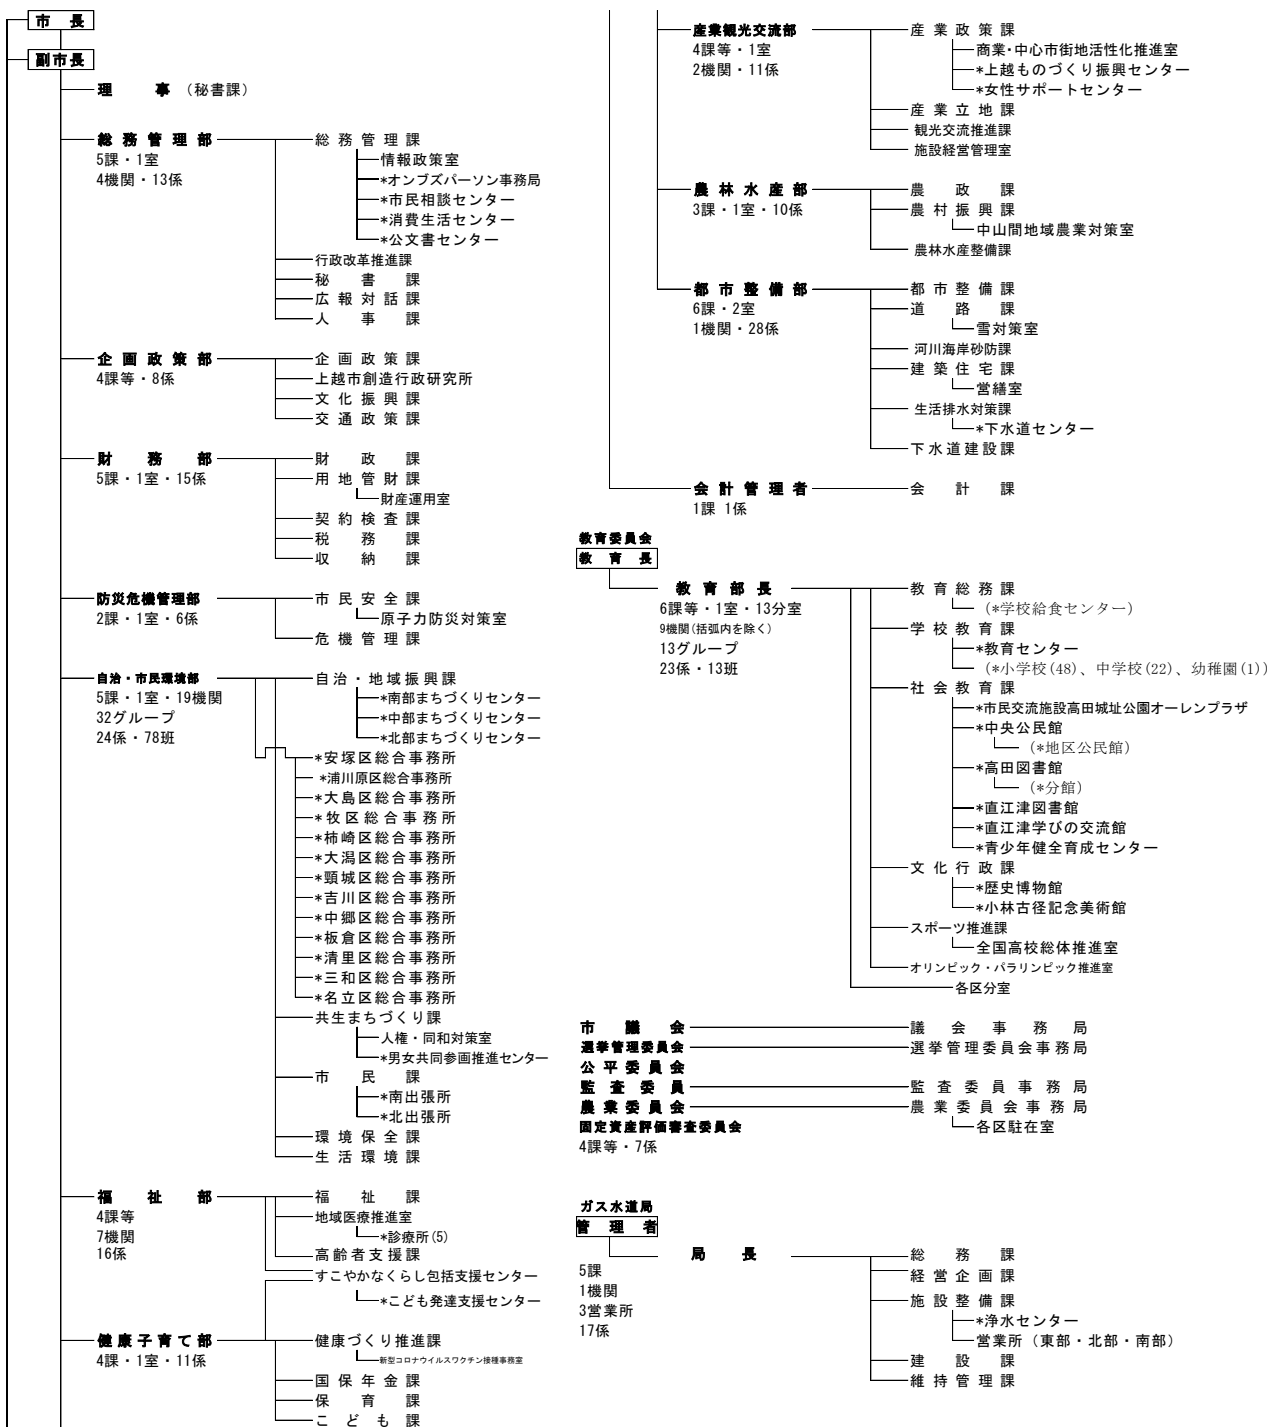 市長
副市長
理事 （秘書課）
総務管理部
5課・1室
4機関・13係
総務管理課
情報政策室
*オンブズパーソン事務局
*市民相談センター
*消費生活センター
*公文書センター
行政改革推進課
秘書課
広報対話課
人事課
企画政策部
4課等・8係
企画政策課
上越市創造行政研究所
文化振興課
交通政策課
財務部
5課・1室・15係
財政課
用地管財課
財産運用室
契約検査課
税務課
収納課
防災危機管理部
2課・1室・6係
市民安全課
原子力防災対策室
危機管理課
自治・市民環境部
5課・1室・19機関
32グループ
24係・78班
自治・地域振興課
*南部まちづくりセンター
*中部まちづくりセンター
*北部まちづくりセンター
*安塚区総合事務所
*浦川原区総合事務所
*大島区総合事務所
*牧区総合事務所
*柿崎区総合事務所
*大潟区総合事務所
*頸城区総合事務所
*吉川区総合事務所
*中郷区総合事務所
*板倉区総合事務所
*清里区総合事務所
*三和区総合事務所
*名立区総合事務所
共生まちづくり課
人権・同和対策室
*男女共同参画推進センター
市民課
*南出張所
*北出張所
環境保全課
生活環境課
福祉部
4課等
7機関
16係
福祉課
地域医療推進室
*診療所(5)
高齢者支援課
すこやかなくらし包括支援センター
*こども発達支援センター
健康子育て部
4課・1室・11係
健康づくり推進課
新型コロナウイルスワクチン接種事務室
国保年金課
保育課
こども課
産業観光交流部
4課等・1室
2機関・11係
産業政策課
商業・中心市街地活性化推進室
*上越ものづくり振興センター
*女性サポートセンター
産業立地課
観光交流推進課
施設経営管理室
農林水産部
3課・1室・10係
農政課
農村振興課
中山間地域農業対策室
農林水産整備課
都市整備部
6課・2室
1機関・28係
都市整備課
道路課
雪対策室
河川海岸砂防課
建築住宅課
営繕室
生活排水対策課
*下水道センター
下水道建設課
会計管理者
1課 1係
会計課
教育委員会
教育長
教育部長
6課等・1室・13分室
9機関(括弧内を除く)
13グループ
23係・13班
教育総務課
(*学校給食センター)
学校教育課
*教育センター
(*小学校(48)、中学校(22)、幼稚園(1))
社会教育課
*市民交流施設高田城址公園オーレンプラザ
*中央公民館
(*地区公民館)
*高田図書館
(*分館)
*直江津図書館
*直江津学びの交流館
*青少年健全育成センター
文化行政課
*歴史博物館
*小林古径記念美術館
スポーツ推進課
全国高校総体推進室
オリンピック・パラリンピック推進室
各区分室
市議会
議会事務局
選挙管理委員会
選挙管理委員会事務局
公平委員会
監査委員
監査委員事務局
農業委員会
農業委員会事務局
各区駐在室
固定資産評価審査委員会
4課等・7係
ガス水道局
管理者
局長
5課
1機関
3営業所
17係
総務課
経営企画課
施設整備課
*浄水センター
営業所（東部・北部・南部）
建設課
維持管理課